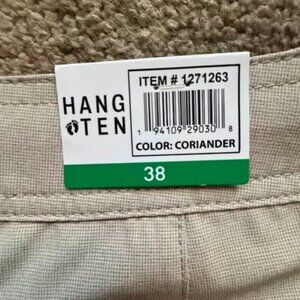 HANG
TEN
ITEM # 1271263
1 94109 29030 8
COLOR: CORIANDER
38